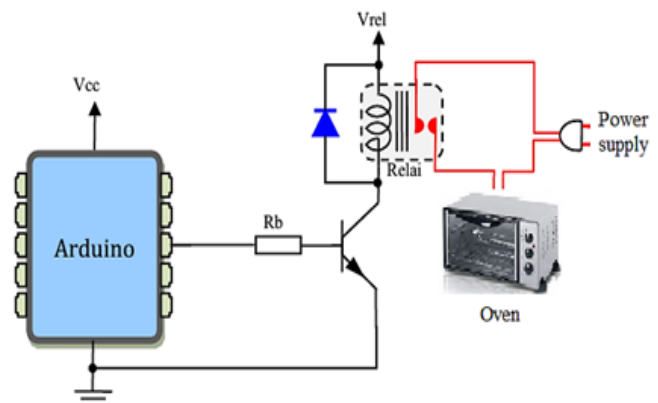 Vrel
Vcc
Power
supply
Relai
Rb
Arduino
Oven